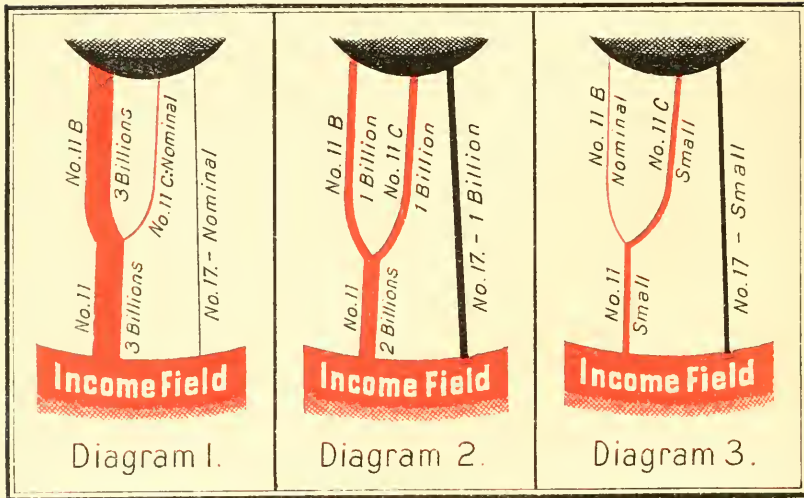 No. 11 B
3 Billions
No. 11 C: Nominal
No. 17. - Nominal
No. 11
3 Billions
Income Field
Diagram 1.
No. 11 B
1 Billion
No. 11 C
1 Billion
No. 17. - 1 Billion
No. 11
2 Billions
Income Field
Diagram 2.
No. 11 B
Nominal
No. 11 C
Small
No. 17 - Small
No. 11
Small
Income Field
Diagram 3.